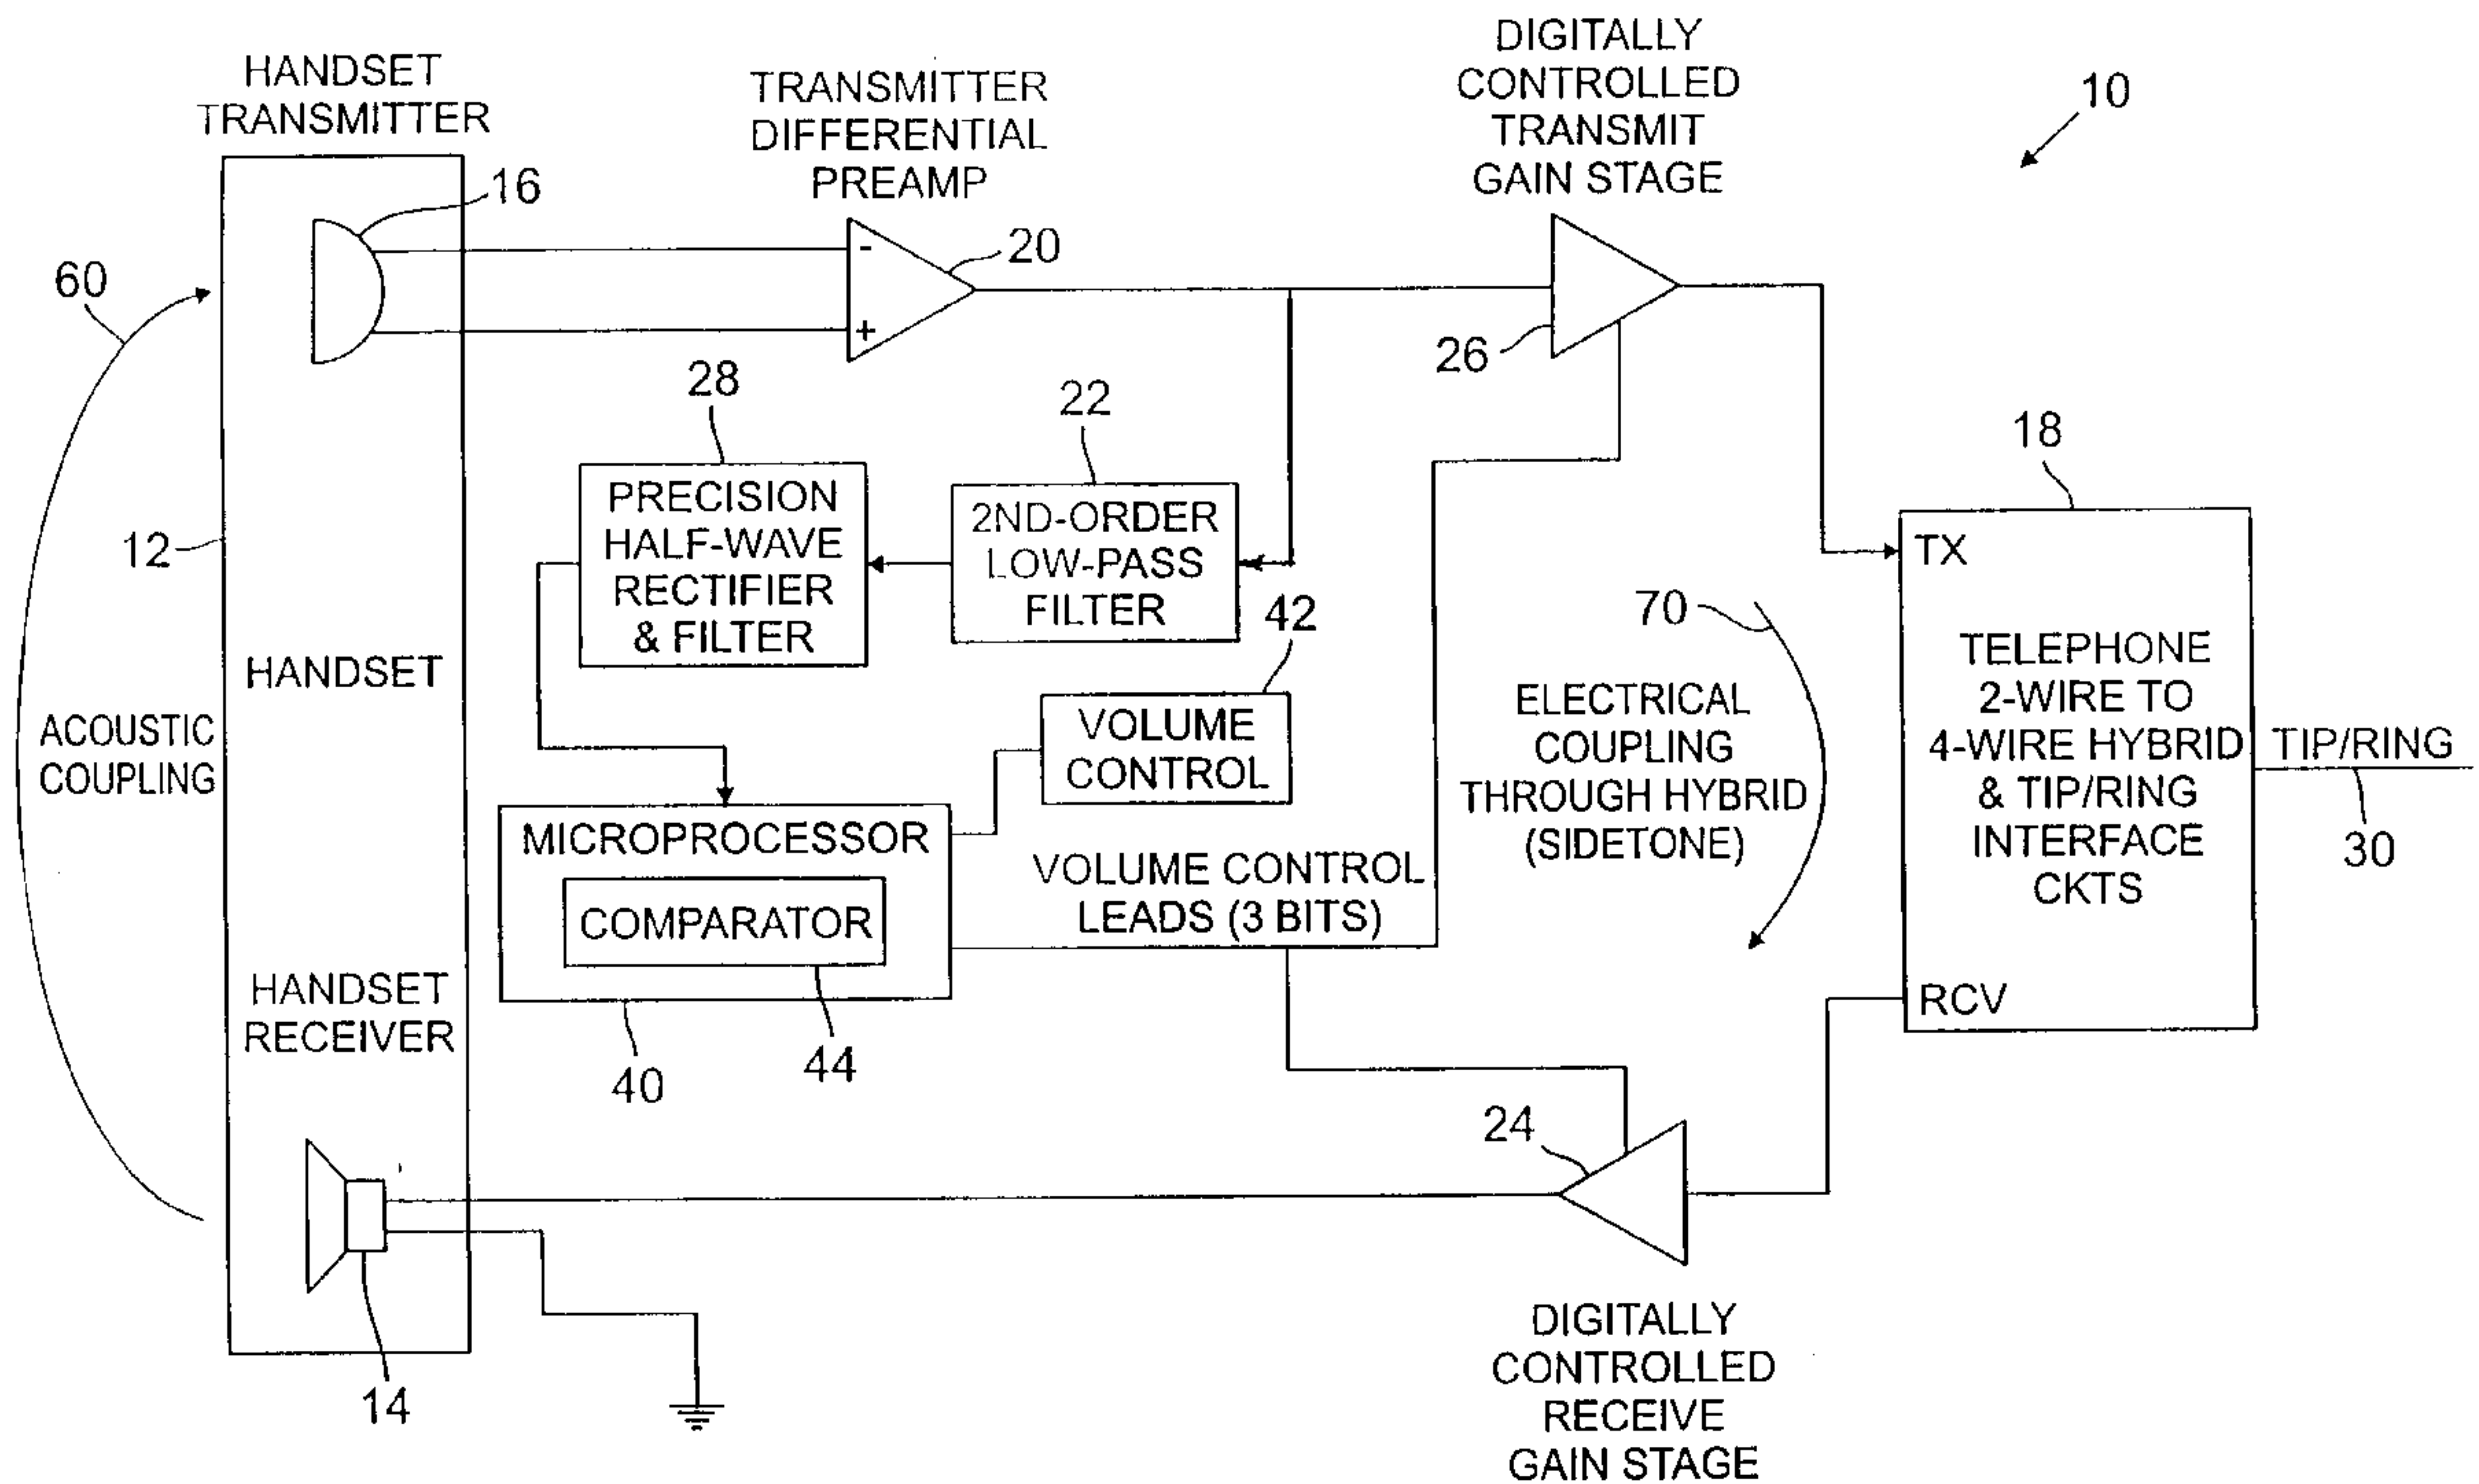 HANDSET
TRANSMITTER
TRANSMITTER
DIFFERENTIAL
PREAMP
DIGITALLY
CONTROLLED
TRANSMIT
GAIN STAGE
10
16
-
+
20
60
26
28
22
18
PRECISION
HALF-WAVE
RECTIFIER
& FILTER
2ND-ORDER
LOW-PASS
FILTER
12
TX
42
70
HANDSET
ACOUSTIC
COUPLING
VOLUME
CONTROL
ELECTRICAL
COUPLING
THROUGH HYBRID
(SIDETONE)
TELEPHONE
2-WIRE TO
4-WIRE HYBRID
& TIP/RING
INTERFACE
CKTS
TIP/RING
30
MICROPROCESSOR
COMPARATOR
VOLUME CONTROL
LEADS (3 BITS)
HANDSET
RECEIVER
RCV
40
44
24
14
DIGITALLY
CONTROLLED
RECEIVE
GAIN STAGE